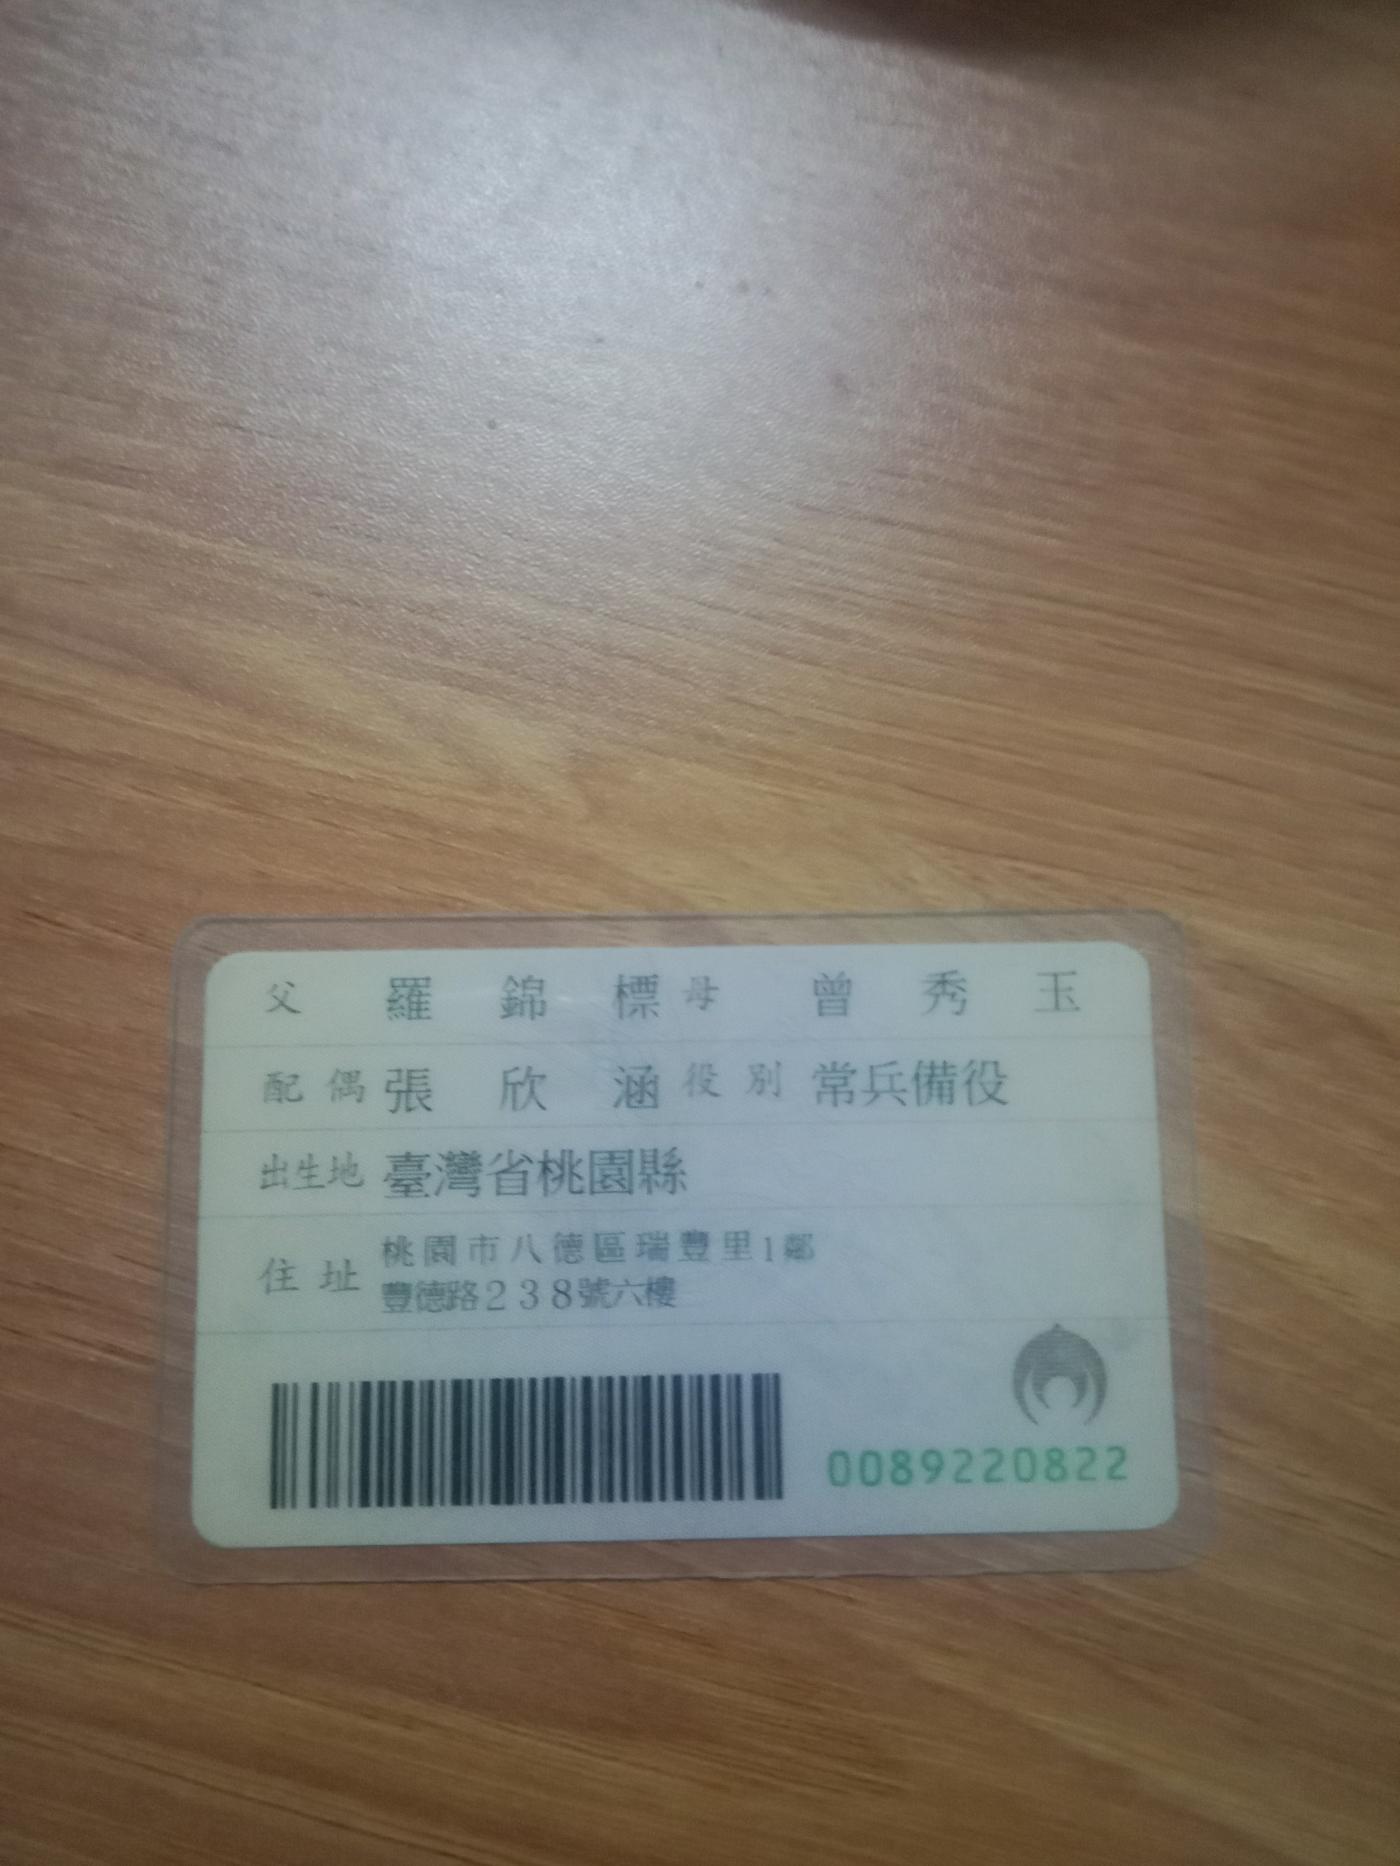 父 羅錦標 母 曾秀玉
配偶 張欣涵 役別 常兵備役
出生地 臺灣省桃園縣
住址 桃園市八德區瑞豐里1鄰
豐德路238號六樓
0089220822